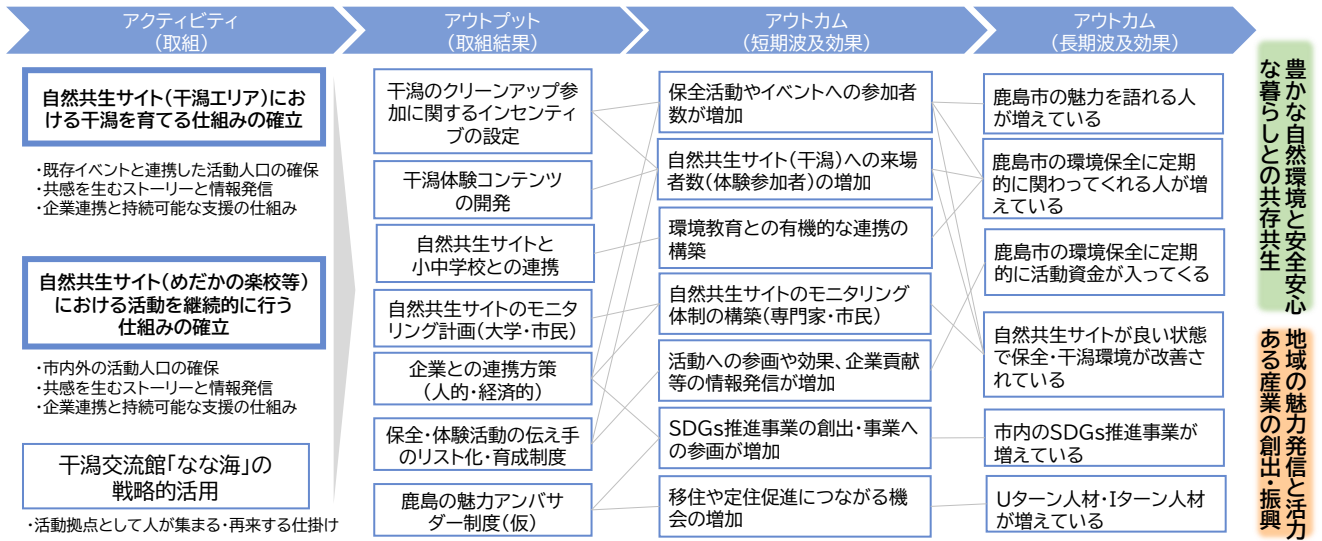 アクティビティ
(取組)
アウトプット
(取組結果)
アウトカム
(短期波及効果)
アウトカム
(長期波及効果)
自然共生サイト(干潟エリア)にお
ける干潟を育てる仕組みの確立
・既存イベントと連携した活動人口の確保
・共感を生むストーリーと情報発信
・企業連携と持続可能な支援の仕組み
自然共生サイト(めだかの楽校等)
における活動を継続的に行う
仕組みの確立
・市内外の活動人口の確保
・共感を生むストーリーと情報発信
・企業連携と持続可能な支援の仕組み
干潟交流館「なな海」の
戦略的活用
・活動拠点として人が集まる・再来する仕掛け
干潟のクリーンアップ参
加に関するインセンティ
ブの設定
干潟体験コンテンツ
の開発
自然共生サイトと
小中学校との連携
自然共生サイトのモニ
タリング計画(大学・市民)
企業との連携方策
(人的・経済的)
保全・体験活動の伝え手
のリスト化・育成制度
鹿島の魅力アンバサ
ダー制度(仮)
保全活動やイベントへの参加者
数が増加
自然共生サイト(干潟)への来場
者数(体験参加者)の増加
環境教育との有機的な連携の
構築
自然共生サイトのモニタリング
体制の構築(専門家・市民)
活動への参画や効果、企業貢献
等の情報発信が増加
SDGs推進事業の創出・事業へ
の参画が増加
移住や定住促進につながる機
会の増加
鹿島市の魅力を語れる人
が増えている
鹿島市の環境保全に定期
的に関わってくれる人が増
えている
鹿島市の環境保全に定期
的に活動資金が入ってくる
自然共生サイトが良い状態
で保全・干潟環境が改善さ
れている
市内のSDGs推進事業が
増えている
Uターン人材・Iターン人材
が増えている
豊かな自然環境と安全安心
な暮らしとの共存共生
地域の魅力発信と活力
ある産業の創出・振興